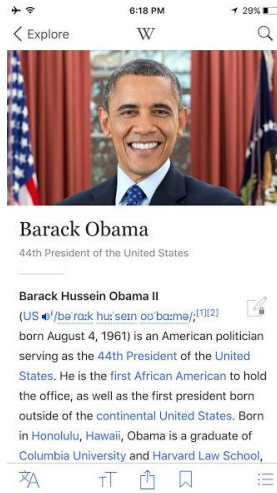 6:18 PM
29%
Explore
W
Barack Obama
44th President of the United States
Barack Hussein Obama II
(US /bəˈrɑːk huːˈseɪn oʊˈbɑːmə/;[1][2]
born August 4, 1961) is an American politician
serving as the 44th President of the United
States. He is the first African American to hold
the office, as well as the first president born
outside of the continental United States. Born
in Honolulu, Hawaii, Obama is a graduate of
Columbia University and Harvard Law School,